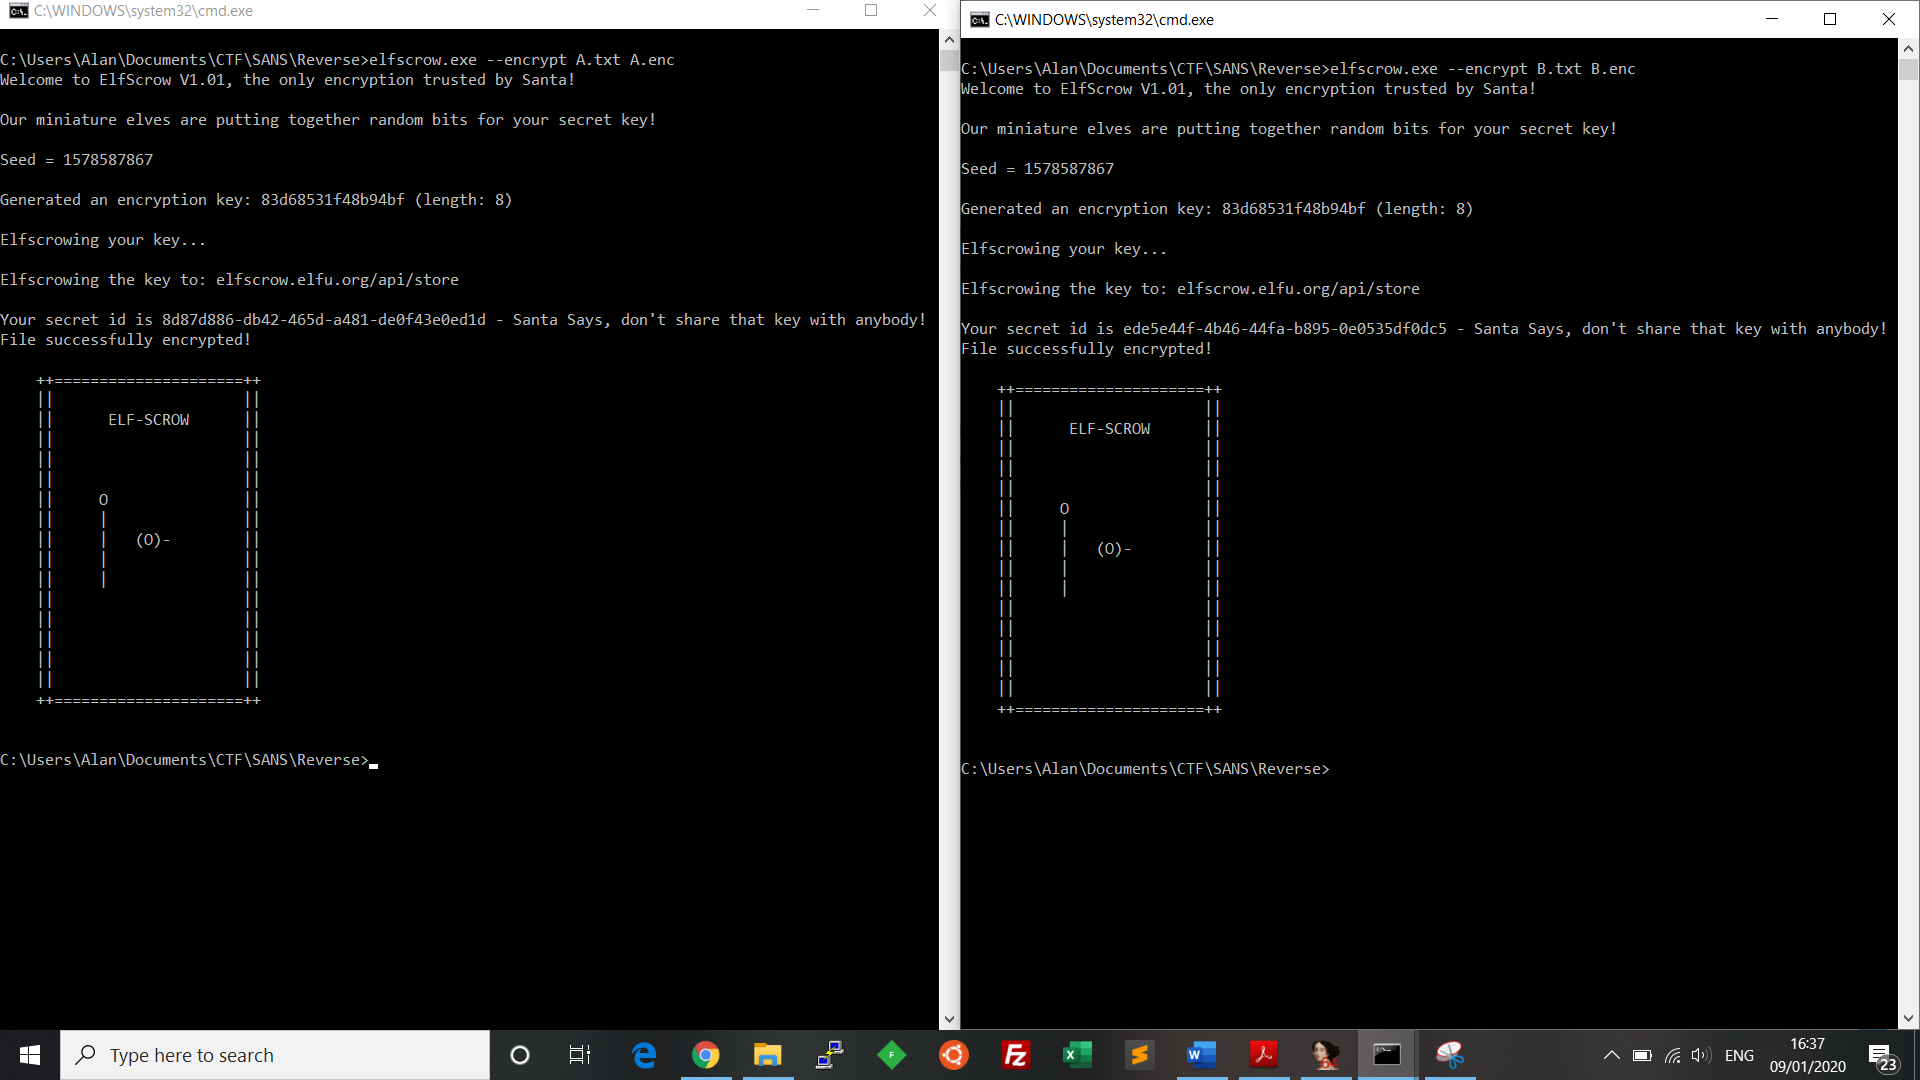 C:\WINDOWS\system32\cmd.exe
C:\Users\Alan\Documents\CTF\SANS\Reverse>elfscrow.exe --encrypt A.txt A.enc
Welcome to ElfScrow V1.01, the only encryption trusted by Santa!
Our miniature elves are putting together random bits for your secret key!
Seed = 1578587867
Generated an encryption key: 83d68531f48b94bf (length: 8)
Elfscrowing your key...
Elfscrowing the key to: elfscrow.elfu.org/api/store
Your secret id is 8d87d886-db42-465d-a481-de0f43e0ed1d - Santa Says, don't share that key with anybody!
File successfully encrypted!
++=====================++
||                     ||
||      ELF-SCROW      ||
||                     ||
||                     ||
||                     ||
||     O               ||
||     |               ||
||     |   (O)-        ||
||     |               ||
||     |               ||
||                     ||
||                     ||
||                     ||
||                     ||
||                     ||
++=====================++
C:\Users\Alan\Documents\CTF\SANS\Reverse>
C:\WINDOWS\system32\cmd.exe
C:\Users\Alan\Documents\CTF\SANS\Reverse>elfscrow.exe --encrypt B.txt B.enc
Welcome to ElfScrow V1.01, the only encryption trusted by Santa!
Our miniature elves are putting together random bits for your secret key!
Seed = 1578587867
Generated an encryption key: 83d68531f48b94bf (length: 8)
Elfscrowing your key...
Elfscrowing the key to: elfscrow.elfu.org/api/store
Your secret id is ede5e44f-4b46-44fa-b895-0e0535df0dc5 - Santa Says, don't share that key with anybody!
File successfully encrypted!
++=====================++
||                     ||
||      ELF-SCROW      ||
||                     ||
||                     ||
||                     ||
||     O               ||
||     |               ||
||     |   (O)-        ||
||     |               ||
||     |               ||
||                     ||
||                     ||
||                     ||
||                     ||
||                     ||
++=====================++
C:\Users\Alan\Documents\CTF\SANS\Reverse>
Type here to search
ENG
16:37
09/01/2020
23